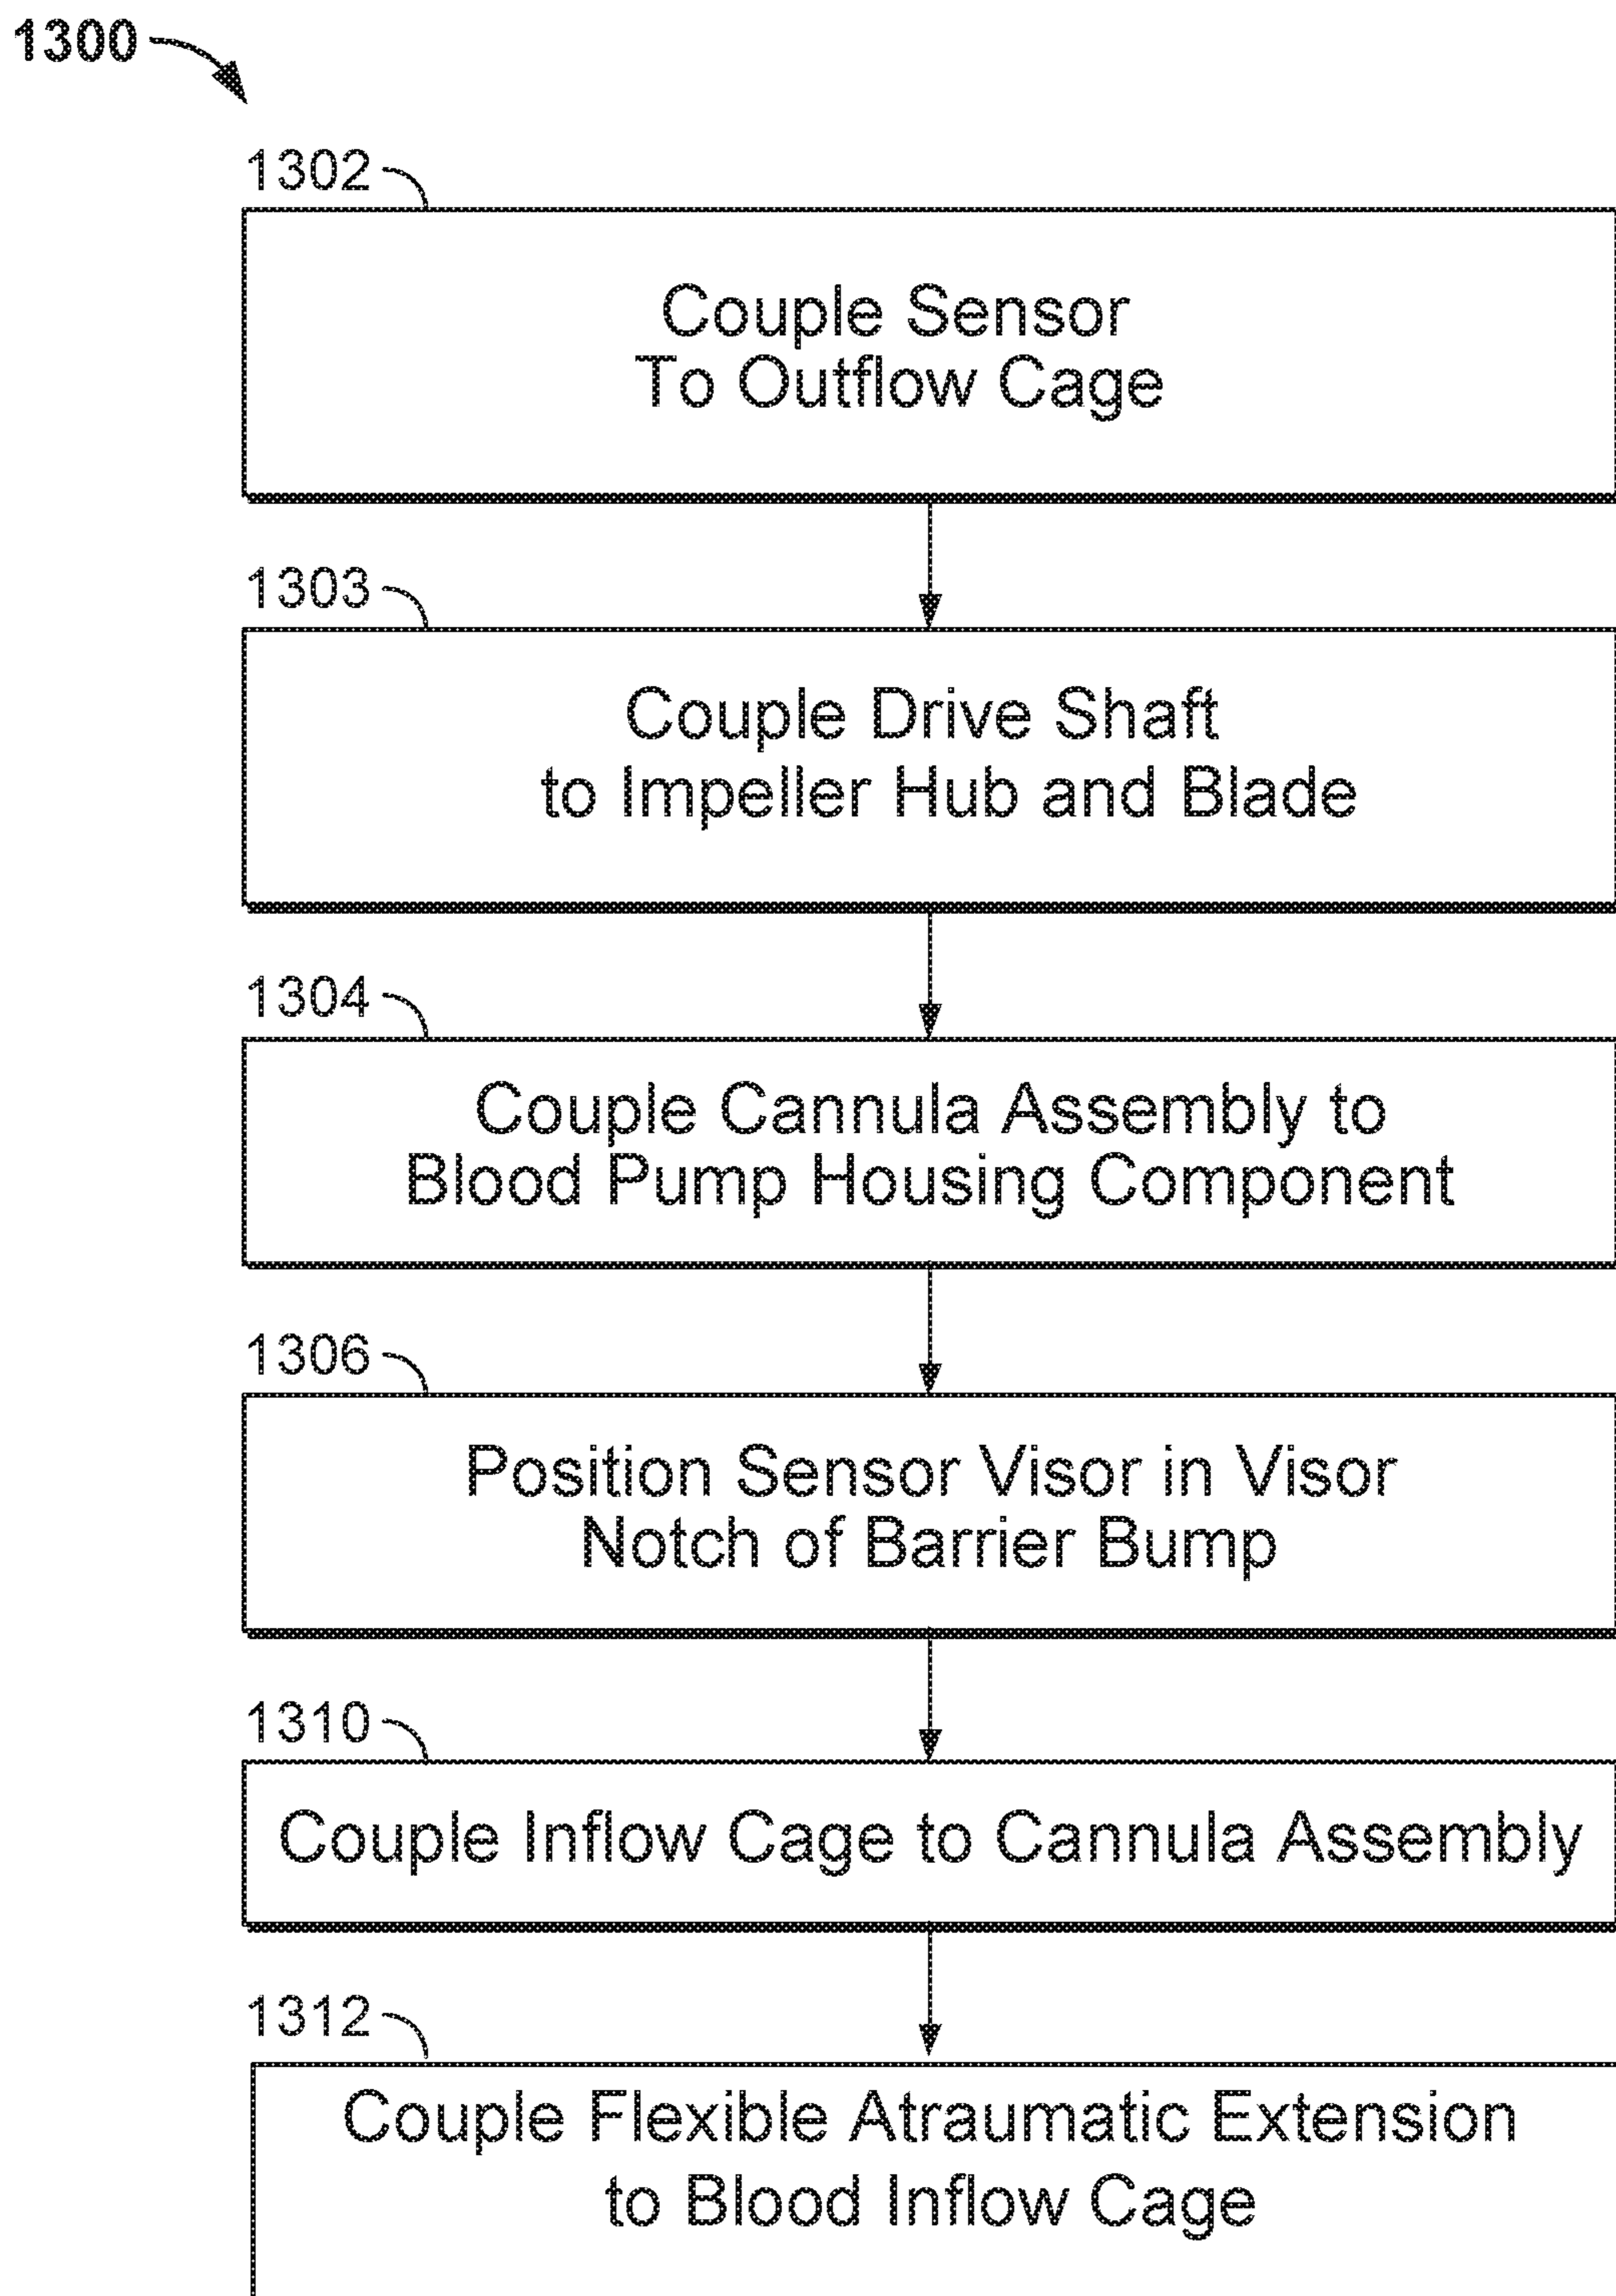 1300
1302
Couple Sensor
To Outflow Cage
1303
Couple Drive Shaft
to Impeller Hub and Blade
1304
Couple Cannula Assembly to
Blood Pump Housing Component
1306
Position Sensor Visor in Visor
Notch of Barrier Bump
1310
Couple Inflow Cage to Cannula Assembly
1312
Couple Flexible Atraumatic Extension
to Blood Inflow Cage